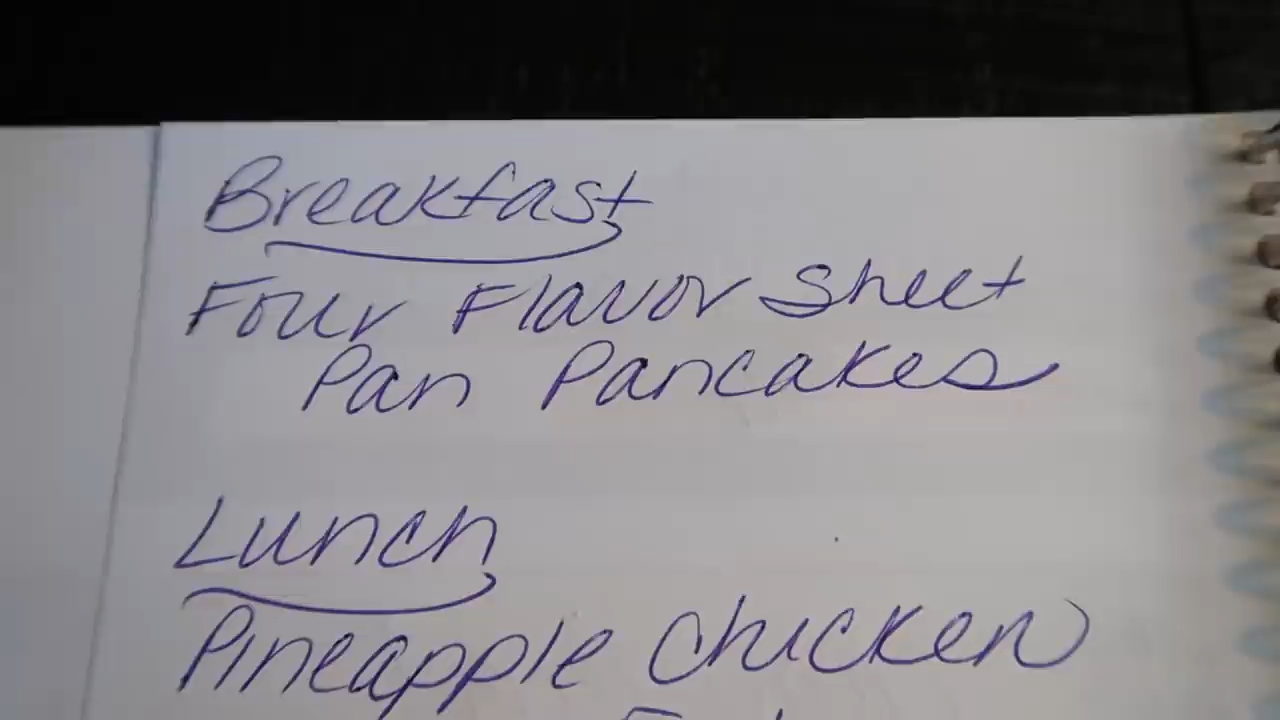 Breakfast
Four Flavor Sheet
Pan Pancakes
Lunch
Pineapple Chicken